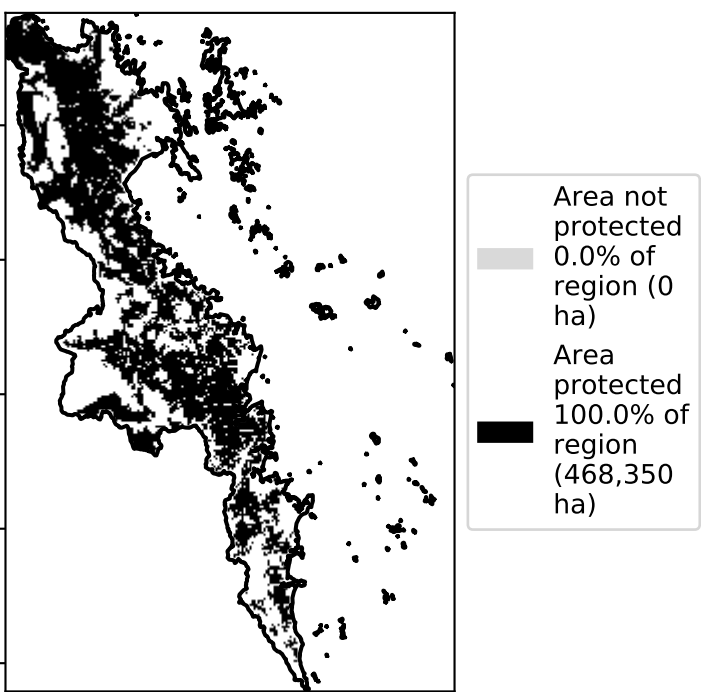 Area not
protected
0.0% of
region (0
ha)
Area
protected
100.0% of
region
(468,350
ha)